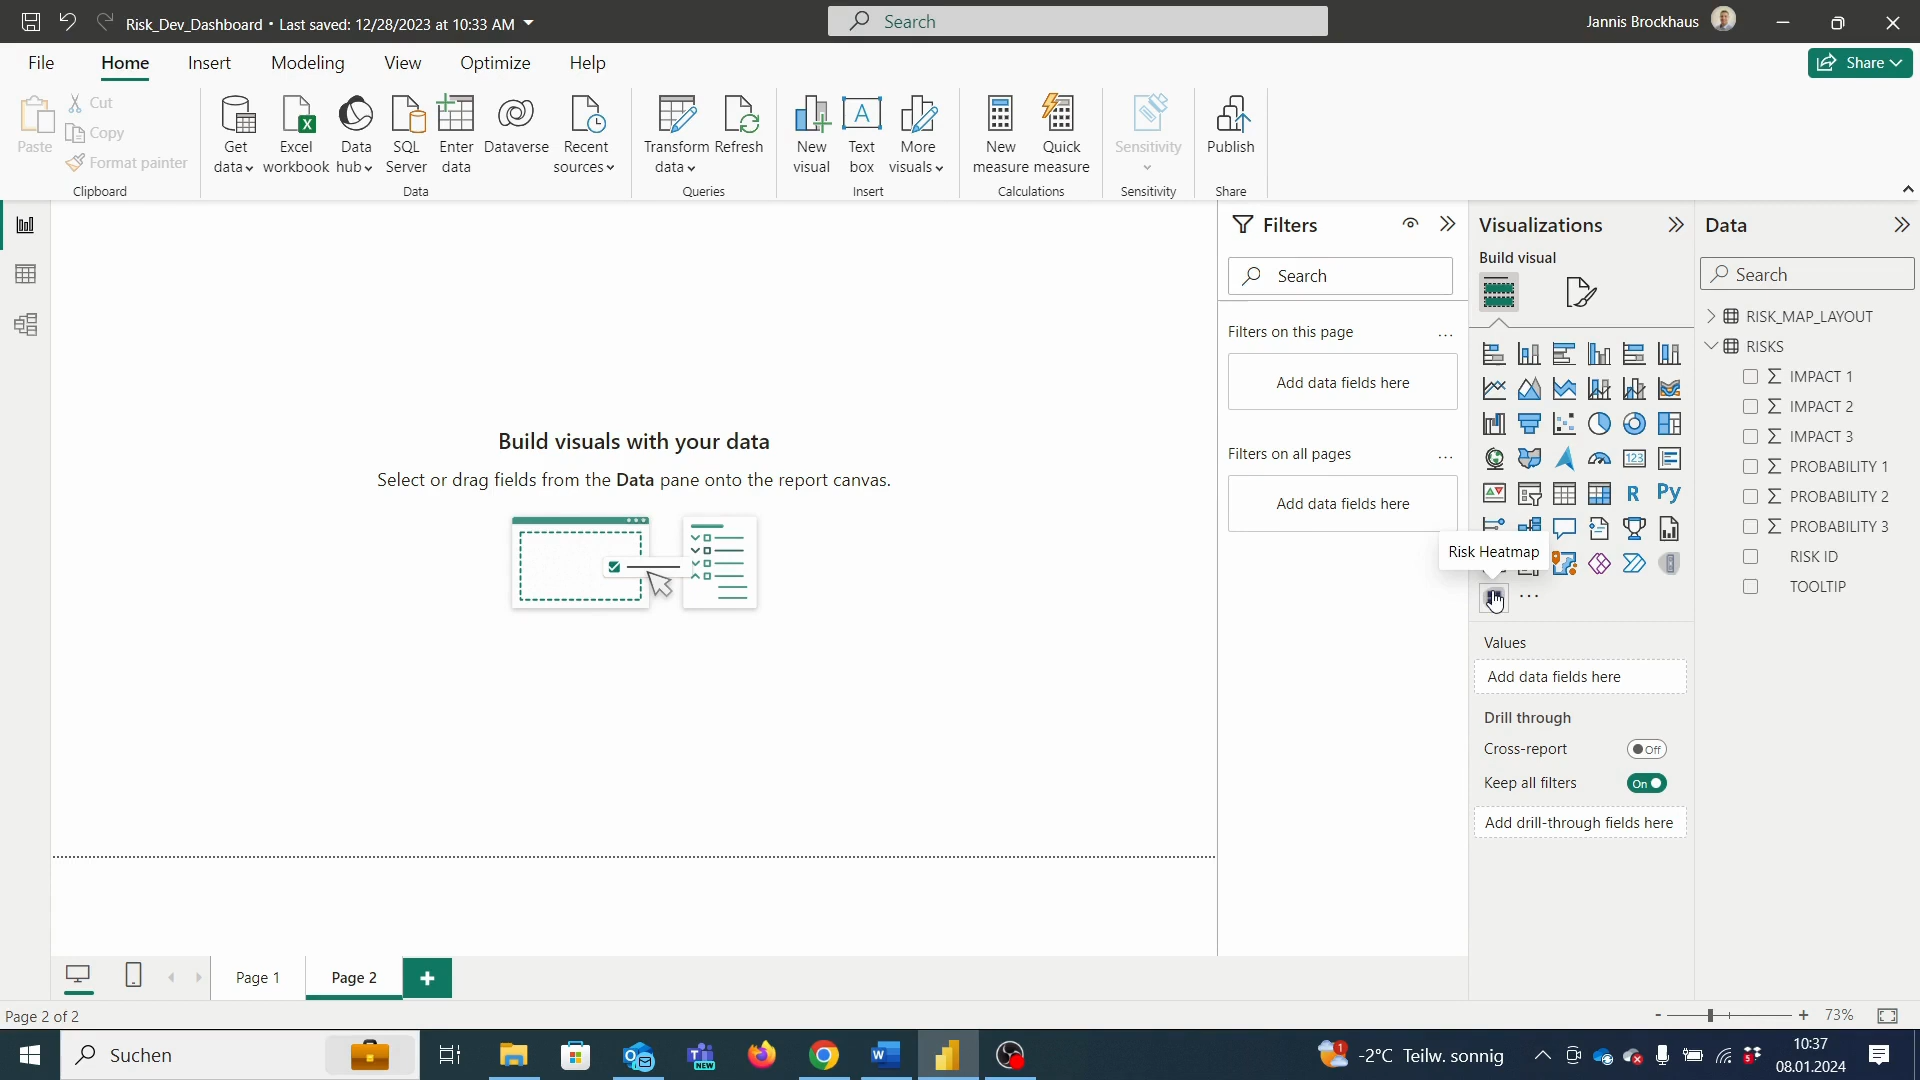 Risk_Dev_Dashboard • Last saved: 12/28/2023 at 10:33 AM
Search
Jannis Brockhaus
File Home Insert Modeling View Optimize Help
Share
Paste
Cut
Copy
Format painter
Clipboard
Get data
Excel workbook
Data hub
SQL Server
Enter data
Dataverse
Recent sources
Data
Transform data
Refresh
Queries
New visual
Text box
More visuals
Insert
New measure
Quick measure
Calculations
Sensitivity
Sensitivity
Publish
Share
Build visuals with your data
Select or drag fields from the Data pane onto the report canvas.
Filters
Search
Filters on this page
...
Add data fields here
Filters on all pages
...
Add data fields here
Visualizations
Build visual
123
R
Py
Risk Heatmap
...
Values
Add data fields here
Drill through
Cross-report
Off
Keep all filters
On
Add drill-through fields here
Data
Search
RISK_MAP_LAYOUT
RISKS
IMPACT 1
IMPACT 2
IMPACT 3
PROBABILITY 1
PROBABILITY 2
PROBABILITY 3
RISK ID
TOOLTIP
Page 1
Page 2
Page 2 of 2
73%
Suchen
-2°C Teilw. sonnig
10:37
08.01.2024